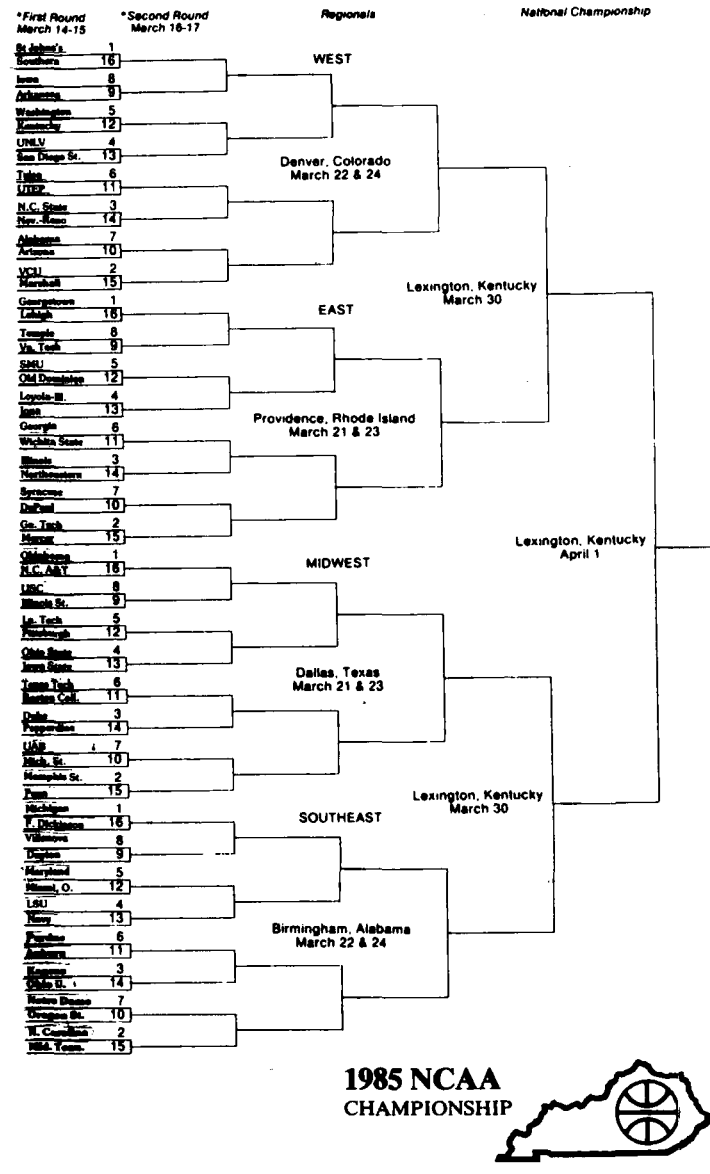 *First Round *Second Round Regionals National Championship
March 14-15 March 16-17
St John's 1
Southern 16
WEST
Iowa 8
Arkansas 9
Washington 5
Kentucky 12
UNLV 4
San Diego St. 13
Denver, Colorado
March 22 & 24
Tulsa 6
UTEP 11
N.C. State 3
Nev.-Reno 14
Alabama 7
Arizona 10
VCU 2
Marshall 15
Lexington, Kentucky
March 30
Georgetown 1
Lehigh 16
EAST
Temple 8
Va. Tech 9
SMU 5
Old Dominion 12
Loyola-Ill. 4
Iona 13
Providence, Rhode Island
March 21 & 23
Georgia 6
Wichita State 11
Illinois 3
Northeastern 14
Syracuse 7
DePaul 10
Ga. Tech 2
Mercer 15
Lexington, Kentucky
April 1
Oklahoma 1
N.C. A&T 16
MIDWEST
USC 8
Illinois St. 9
La. Tech 5
Pittsburgh 12
Ohio State 4
Iowa State 13
Dallas, Texas
March 21 & 23
Texas Tech 6
Boston Coll. 11
Duke 3
Pepperdine 14
UAB 7
Mich. St. 10
Memphis St. 2
Penn 15
Lexington, Kentucky
March 30
Michigan 1
F. Dickinson 16
SOUTHEAST
Villanova 8
Dayton 9
Maryland 5
Miami, O. 12
LSU 4
Navy 13
Birmingham, Alabama
March 22 & 24
Purdue 6
Auburn 11
Kansas 3
Ohio U. 14
Notre Dame 7
Oregon St. 10
N. Carolina 2
Mid. Tenn. 15
1985 NCAA
CHAMPIONSHIP